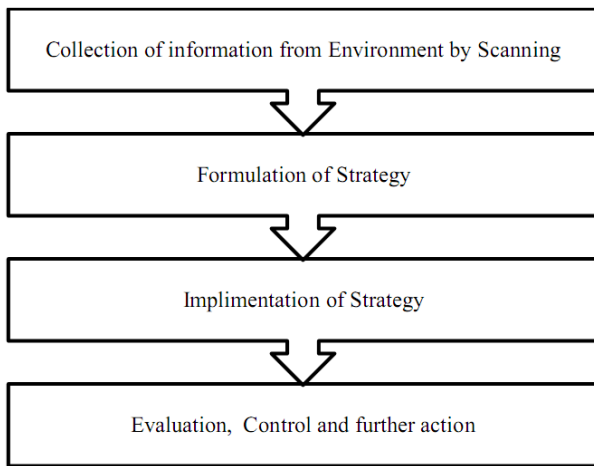 Collection of information from Environment by Scanning
Formulation of Strategy
Implimentation of Strategy
Evaluation, Control and further action